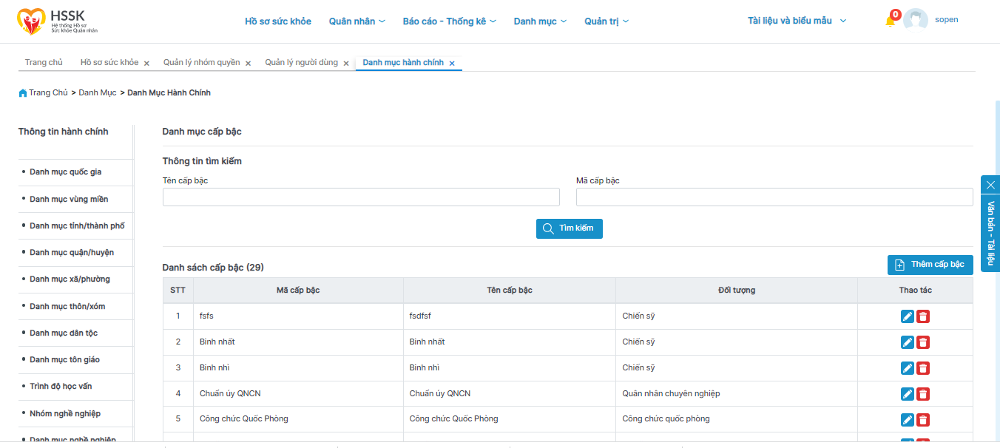 HSSK
Hệ thống Hồ sơ
Sức khỏe Quân nhân
Hồ sơ sức khỏe Quân nhân Báo cáo - Thống kê Danh mục Quản trị Tài liệu và biểu mẫu 0 sopen
Trang chủ Hồ sơ sức khỏe Quản lý nhóm quyền Quản lý người dùng Danh mục hành chính
Trang Chủ > Danh Mục > Danh Mục Hành Chính
Thông tin hành chính
Danh mục quốc gia
Danh mục vùng miền
Danh mục tỉnh/thành phố
Danh mục quận/huyện
Danh mục xã/phường
Danh mục thôn/xóm
Danh mục dân tộc
Danh mục tôn giáo
Trình độ học vấn
Nhóm nghề nghiệp
Danh mục nghề nghiệp
Danh mục cấp bậc
Thông tin tìm kiếm
Tên cấp bậc Mã cấp bậc
Tìm kiếm
Danh sách cấp bậc (29) Thêm cấp bậc
STT Mã cấp bậc Tên cấp bậc Đối tượng Thao tác
1 fsfs fsdfsf Chiến sỹ
2 Binh nhất Binh nhất Chiến sỹ
3 Binh nhì Binh nhì Chiến sỹ
4 Chuẩn úy QNCN Chuẩn úy QNCN Quân nhân chuyên nghiệp
5 Công chức Quốc Phòng Công chức Quốc Phòng Công chức quốc phòng
Văn bản - Tài liệu